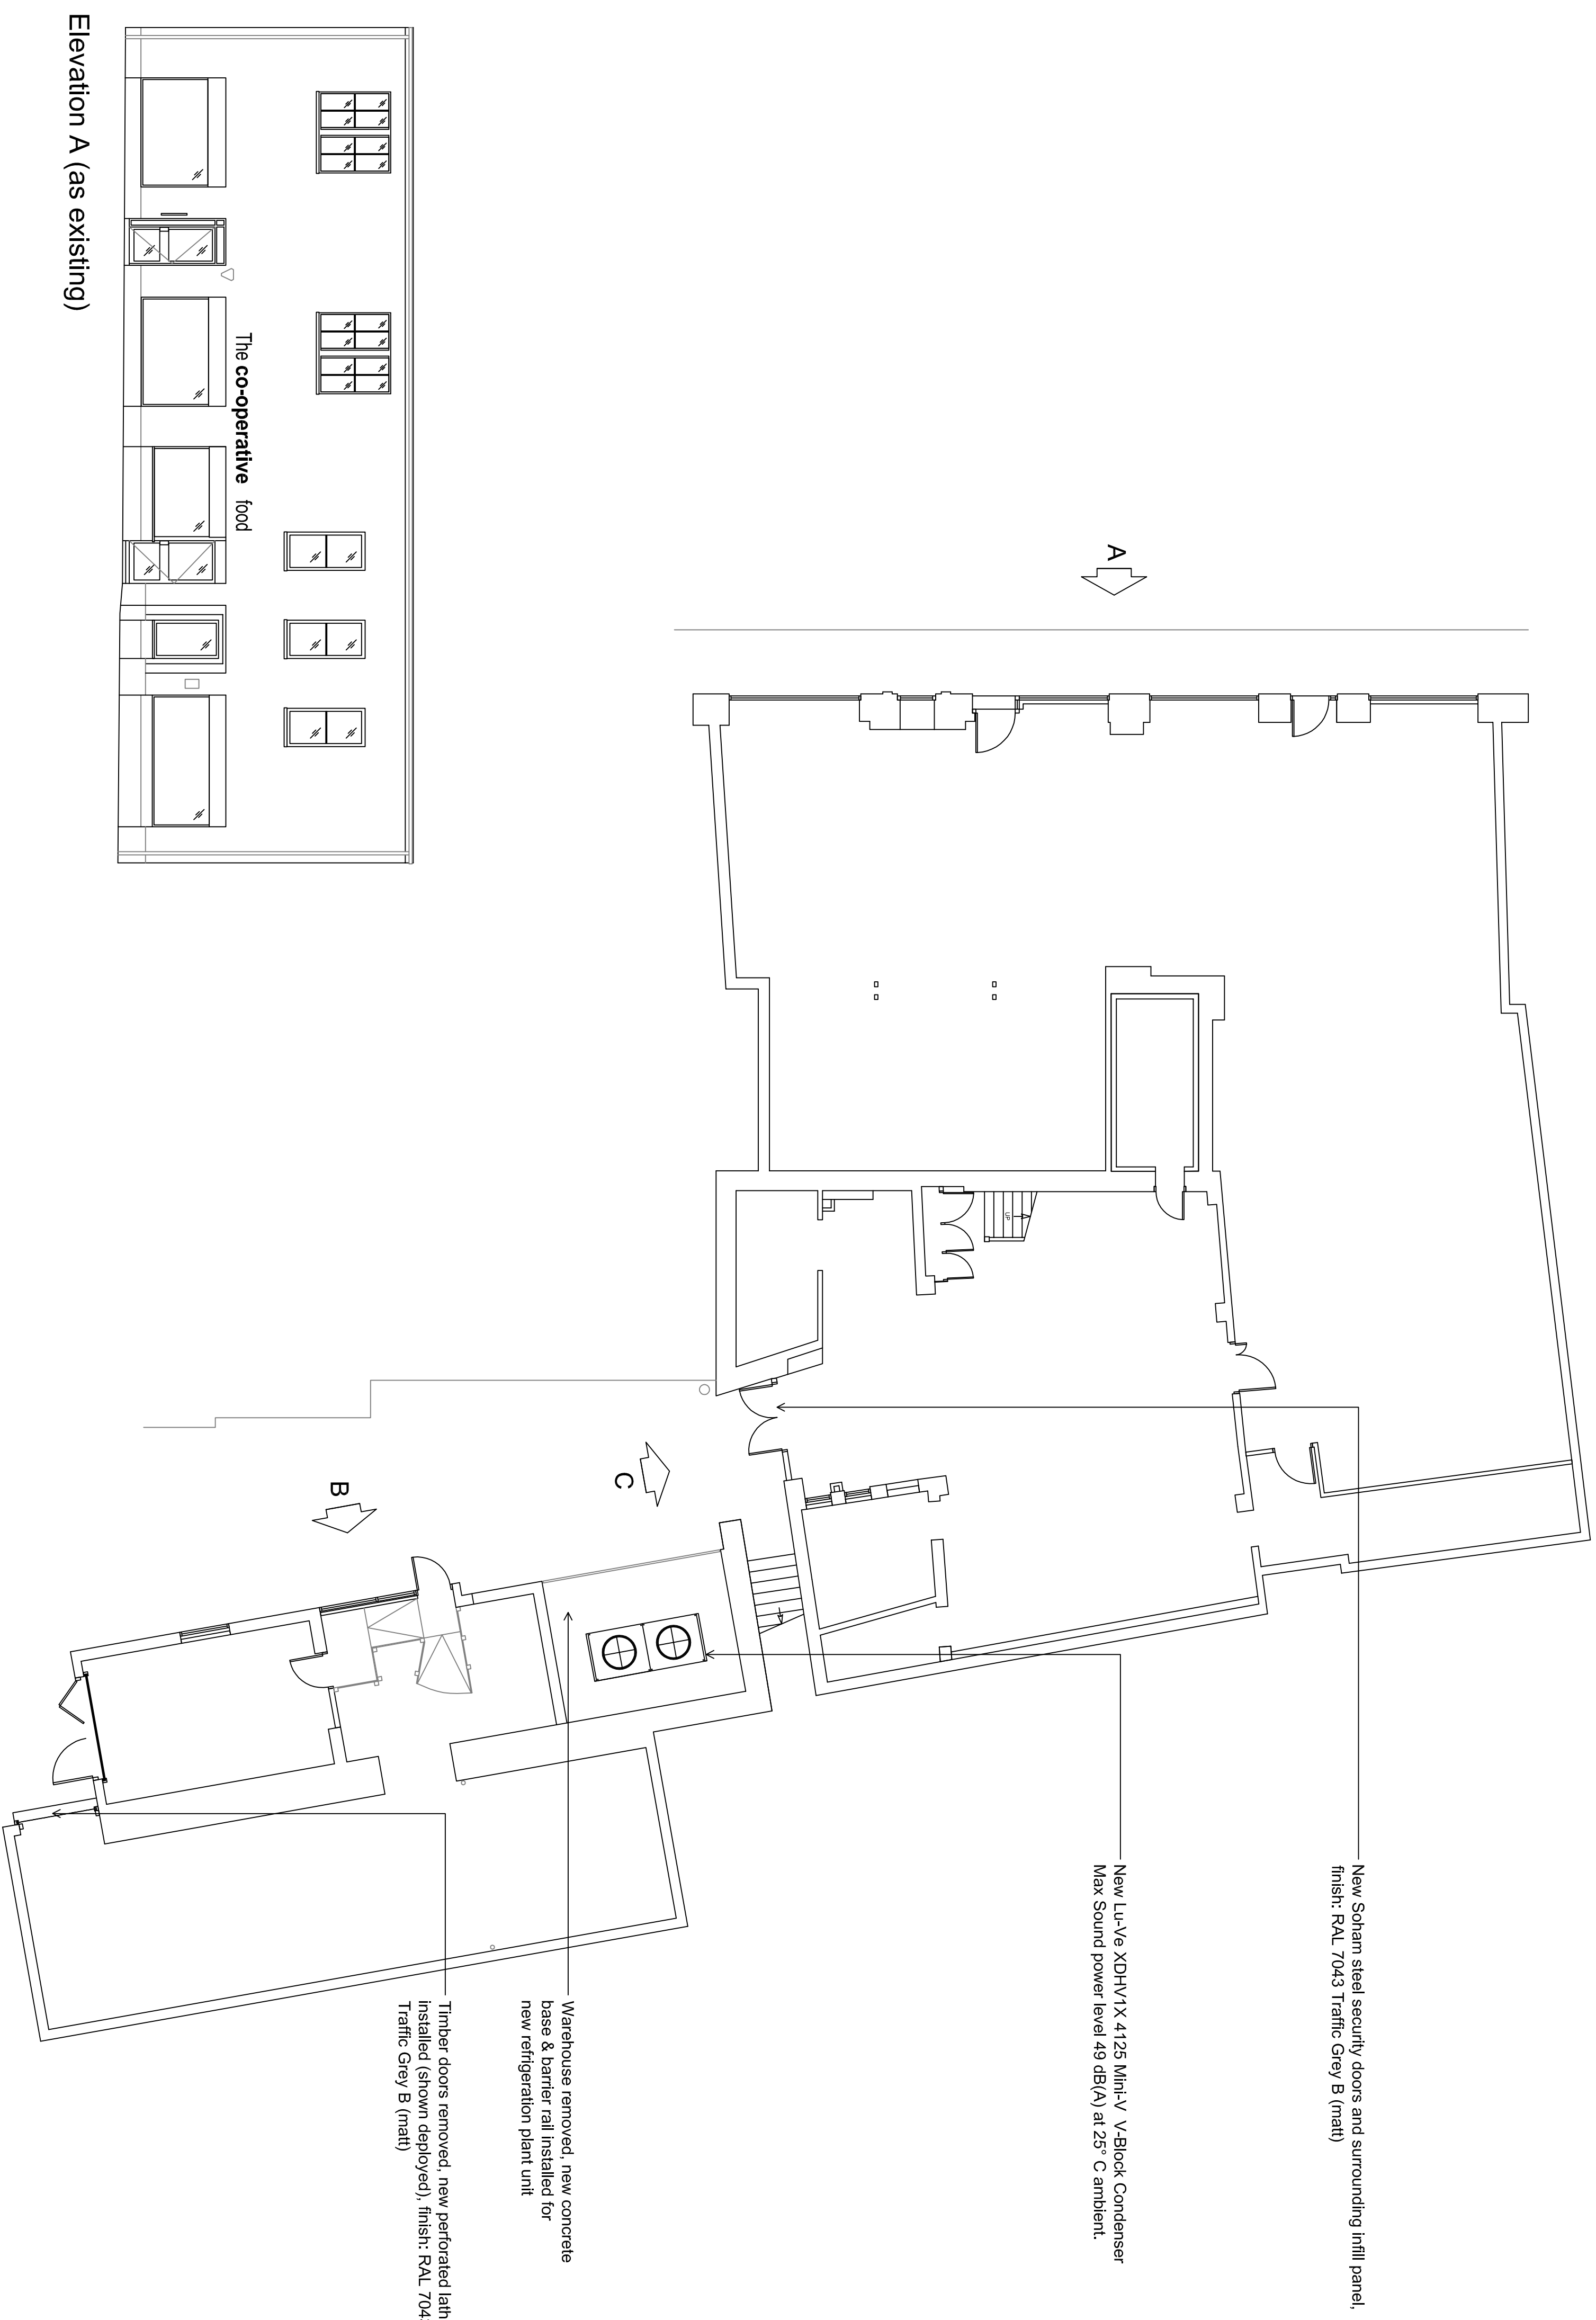 A
New Soham steel security doors and surrounding infill panel,
finish: RAL 7043 Traffic Grey B (matt)
UP
New Lu-Ve XDHV1X 4125 Mini-V V-Block Condenser
Max Sound power level 49 dB(A) at 25° C ambient.
C
Warehouse removed, new concrete
base & barrier rail installed for
new refrigeration plant unit
B
Timber doors removed, new perforated lath
installed (shown deployed), finish: RAL 704
Traffic Grey B (matt)
The co-operative food
Elevation A (as existing)